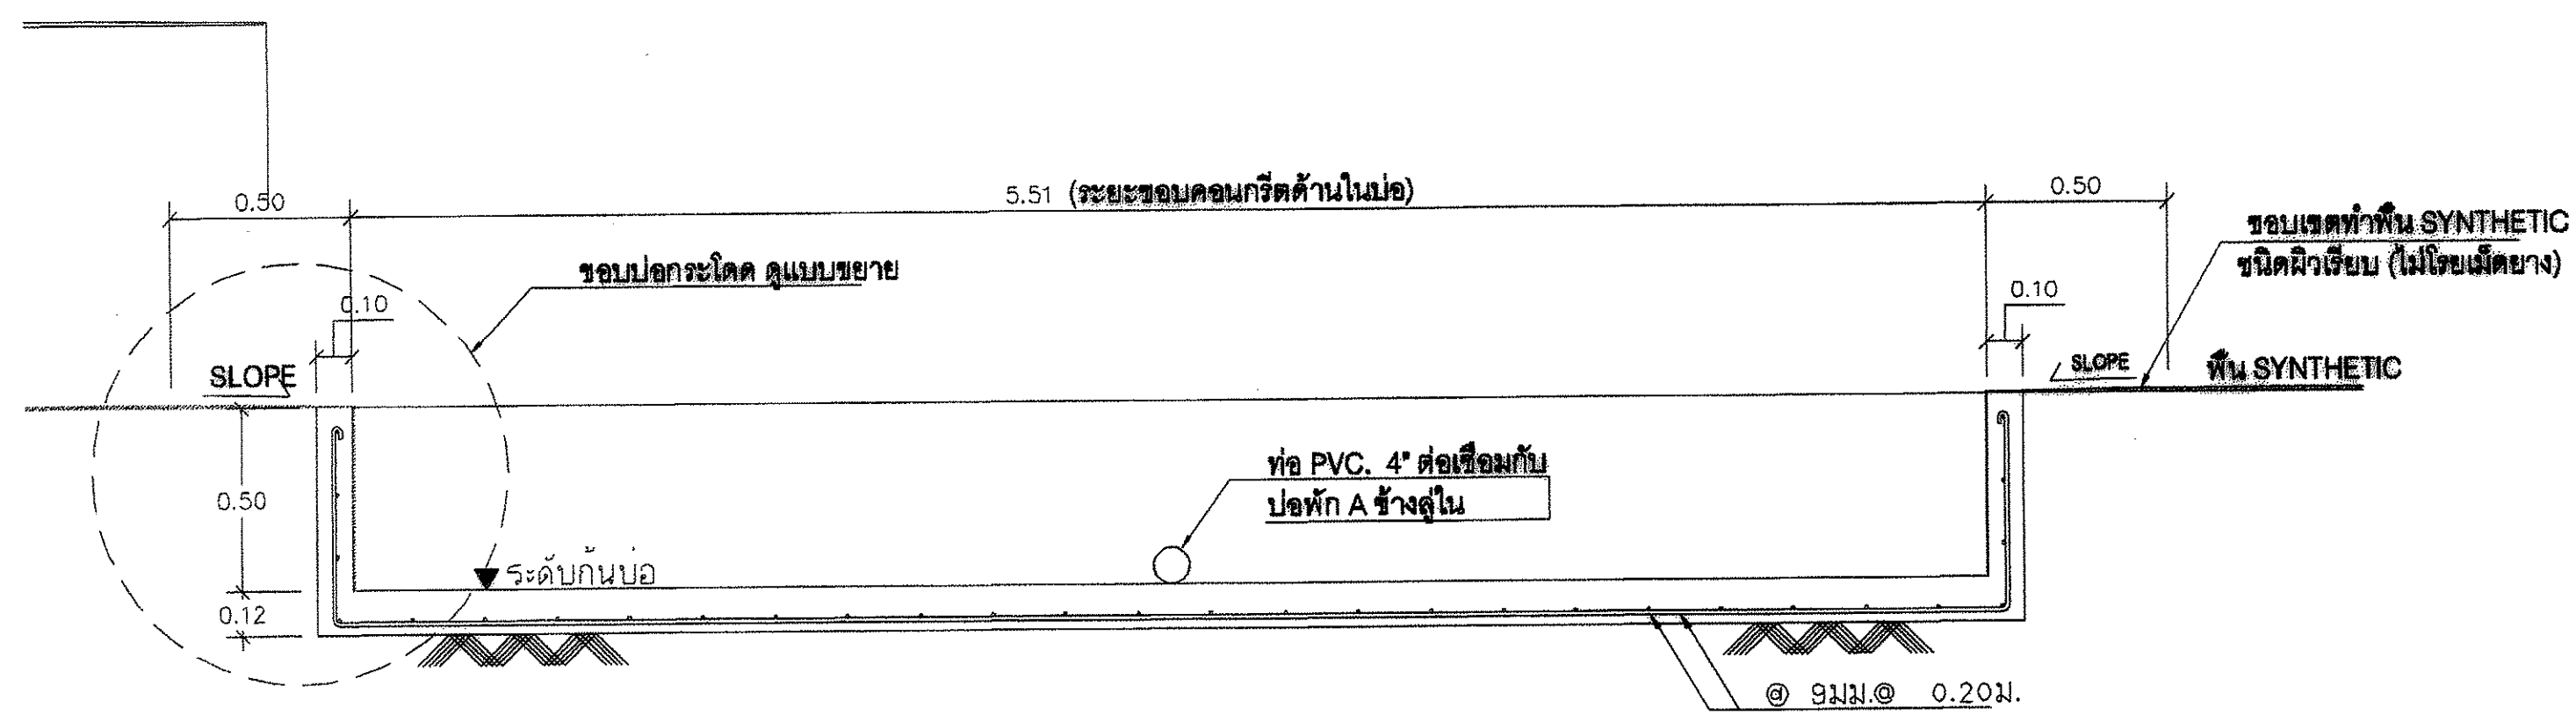 0.50
5.51 (ระยะขอบคอนกรีตด้านในบ่อ)
0.50
ขอบเขตทำพื้น SYNTHETIC
ชนิดผิวเรียบ (ไม่โรยเม็ดยาง)
ขอบบ่อกระโดด ดูแบบขยาย
0.10
0.10
SLOPE
SLOPE
พื้น SYNTHETIC
ท่อ PVC. 4" ต่อเชื่อมกับ
บ่อพัก A ข้างลู่ใน
0.50
ระดับก้นบ่อ
0.12
@ 9มม.@ 0.20ม.